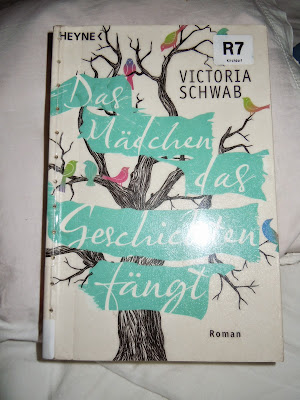 HEYNE<
R7
VICTORIA
SCHWAB
Das
Mädchen
das
Geschichten
fängt
Roman